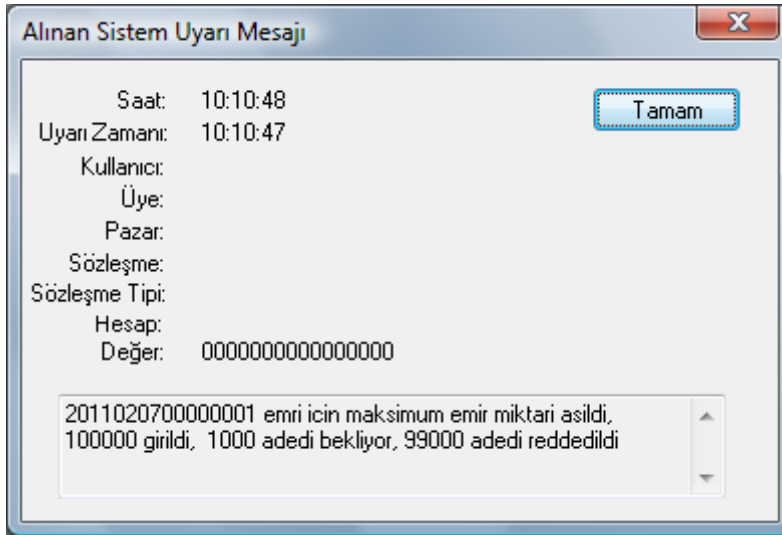 Alınan Sistem Uyarı Mesajı
Saat: 10:10:48
Tamam
Uyarı Zamanı: 10:10:47
Kullanıcı:
Üye:
Pazar:
Sözleşme:
Sözleşme Tipi:
Hesap:
Değer: 0000000000000000
2011020700000001 emri icin maksimum emir miktari asildi,
100000 girildi, 1000 adedi bekliyor, 99000 adedi reddedildi